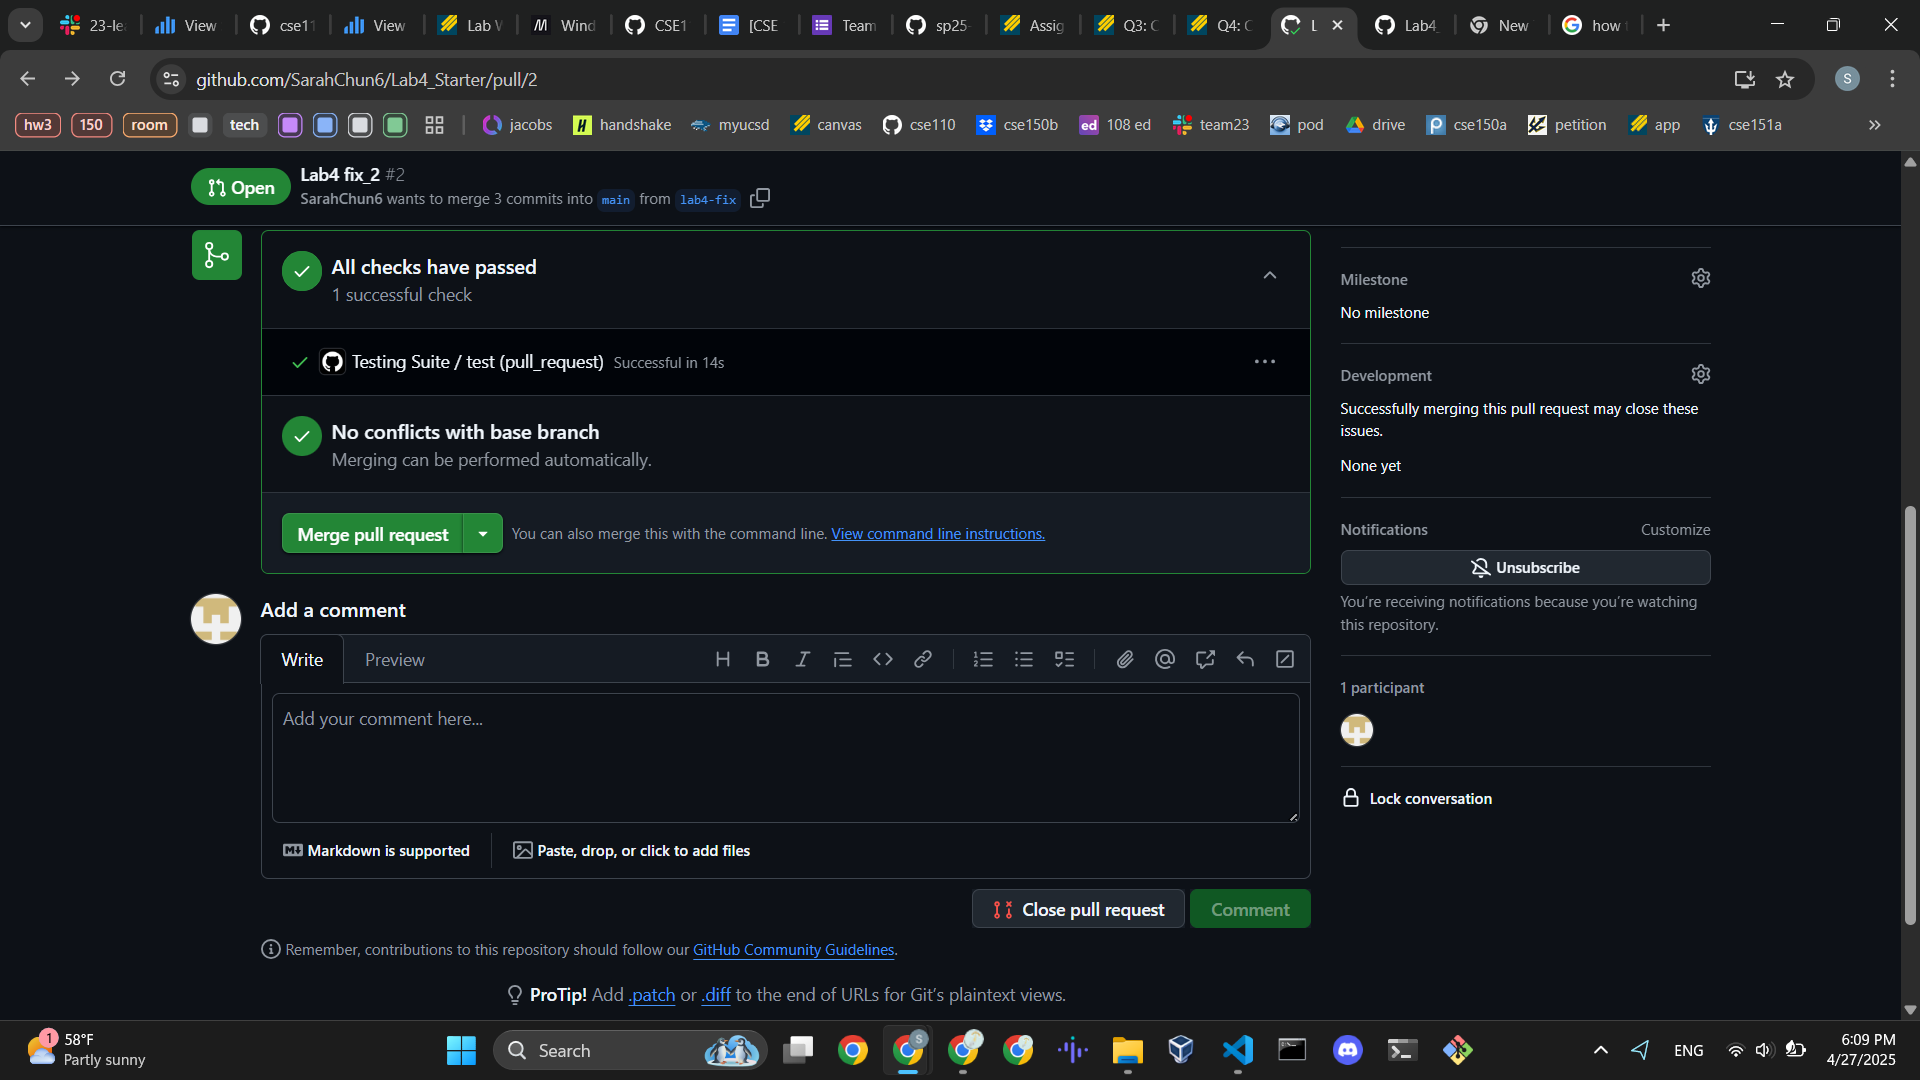 23-le
View
cse11
View
Lab W
Wind
CSE1
[CSE
Team
sp25-
Assig
Q3: C
Q4: C
L
Lab4_
New
how t
github.com/SarahChun6/Lab4_Starter/pull/2
S
hw3
150
room
tech
jacobs
handshake
myucsd
canvas
cse110
cse150b
108 ed
team23
pod
drive
cse150a
petition
app
cse151a
Open
Lab4 fix_2 #2
SarahChun6 wants to merge 3 commits into main from lab4-fix
All checks have passed
1 successful check
Testing Suite / test (pull_request) Successful in 14s
No conflicts with base branch
Merging can be performed automatically.
Merge pull request
You can also merge this with the command line. View command line instructions.
Add a comment
Write
Preview
Add your comment here...
Markdown is supported
Paste, drop, or click to add files
Close pull request
Comment
Remember, contributions to this repository should follow our GitHub Community Guidelines.
ProTip! Add .patch or .diff to the end of URLs for Git's plaintext views.
Milestone
No milestone
Development
Successfully merging this pull request may close these
issues.
None yet
Notifications
Customize
Unsubscribe
You're receiving notifications because you're watching
this repository.
1 participant
Lock conversation
1
58°F
Partly sunny
Search
ENG
6:09 PM
4/27/2025